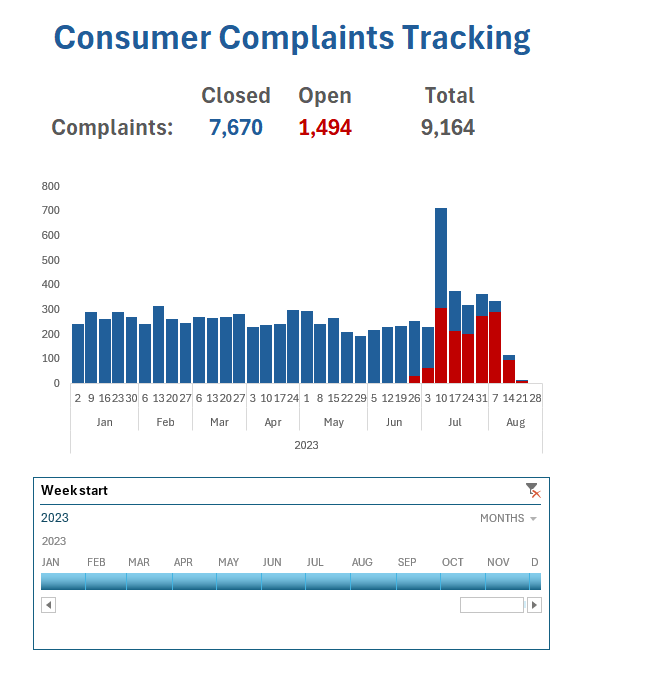 Consumer Complaints Tracking
Closed Open Total
Complaints: 7,670 1,494 9,164
800
700
600
500
400
300
200
100
0
2 9 16 23 30 6 13 20 27 6 13 20 27 3 10 17 24 1 8 15 22 29 5 12 19 26 3 10 17 24 31 7 14 21 28
Jan Feb Mar Apr May Jun Jul Aug
2023
Weekstart
2023 MONTHS
2023
JAN FEB MAR APR MAY JUN JUL AUG SEP OCT NOV D